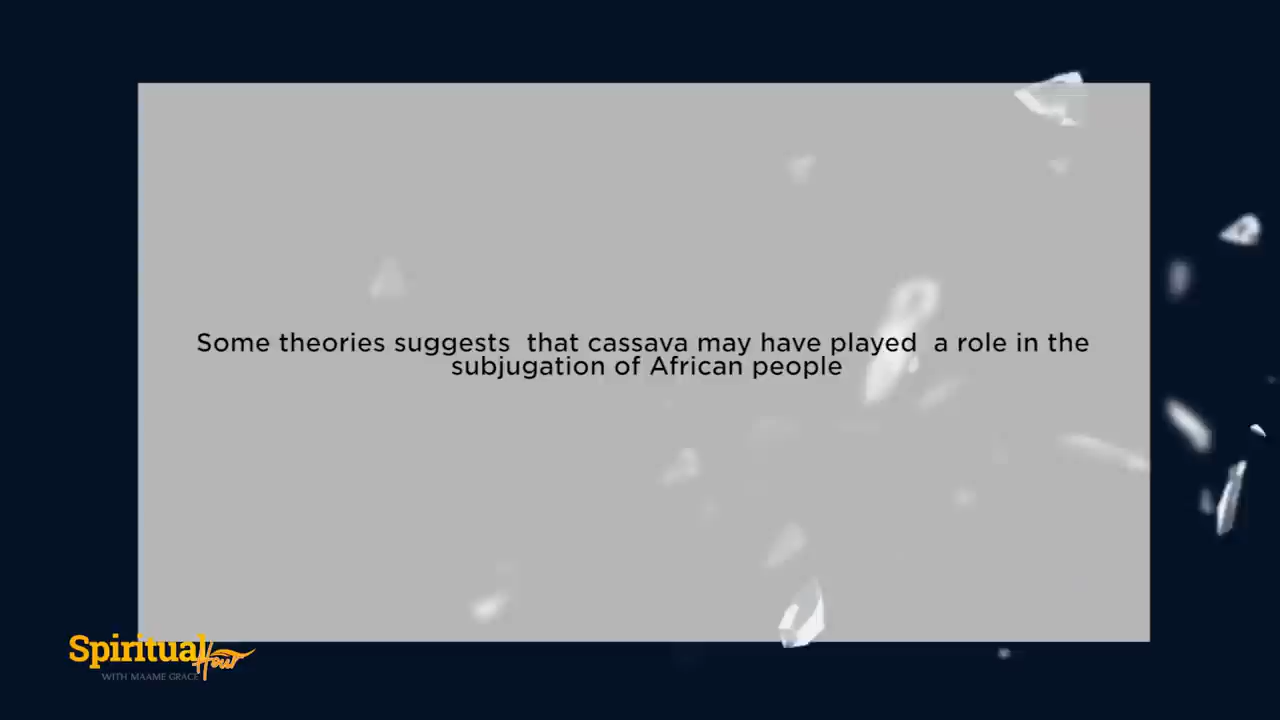 Some theories suggests that cassava may have played a role in the
subjugation of African people
Spiritual Hour
WITH MAAME GRACE